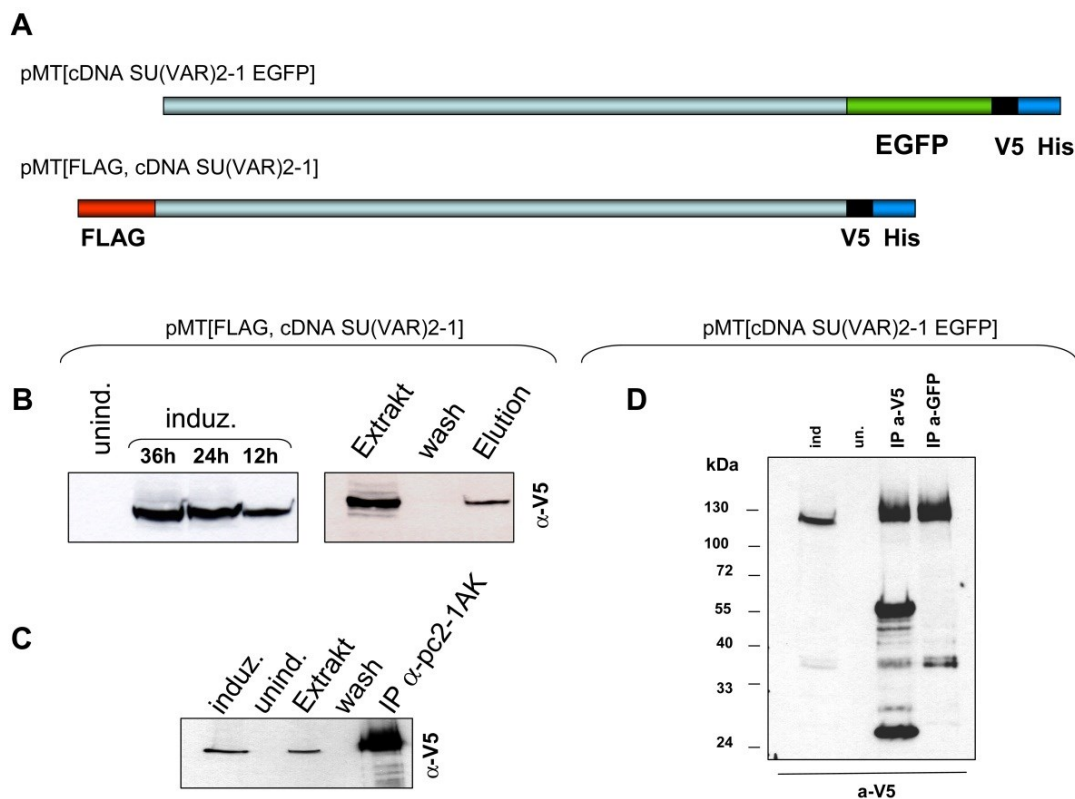 A
pMT[cDNA SU(VAR)2-1 EGFP]
EGFP V5 His
pMT[FLAG, cDNA SU(VAR)2-1]
FLAG V5 His
pMT[FLAG, cDNA SU(VAR)2-1]
pMT[cDNA SU(VAR)2-1 EGFP]
B
unind.
induz.
36h 24h 12h
Extrakt
wash
Elution
α-V5
C
induz.
unind.
Extrakt
wash
IP α-pc2-1AK
α-V5
D
ind
un.
IP a-V5
IP a-GFP
kDa
130
100
72
55
40
33
24
a-V5